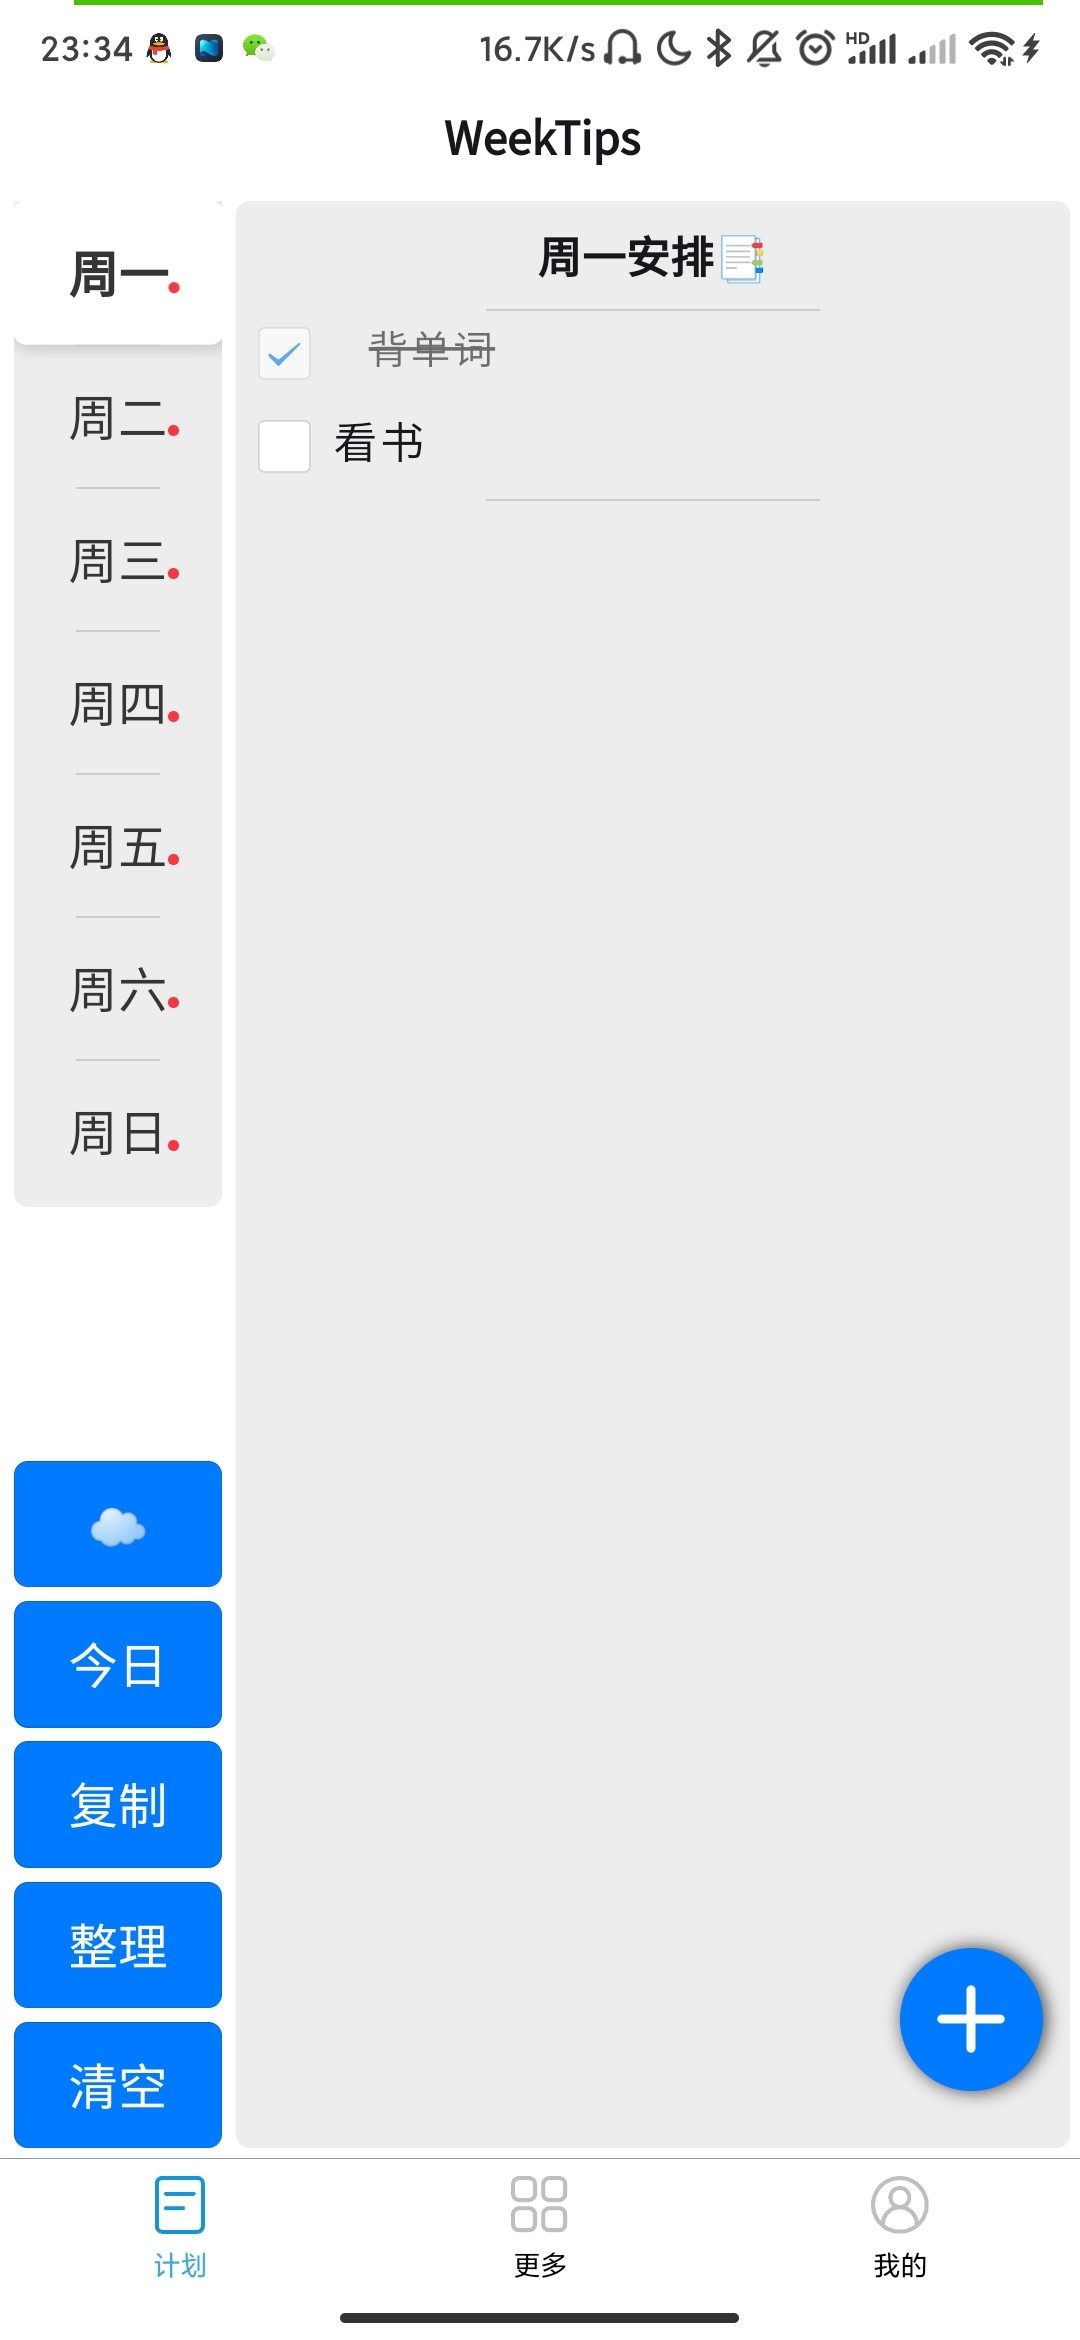 23:34 16.7K/s HD
WeekTips
周一
周二
周三
周四
周五
周六
周日
周一安排
背单词
看书
今日
复制
整理
清空
计划
更多
我的